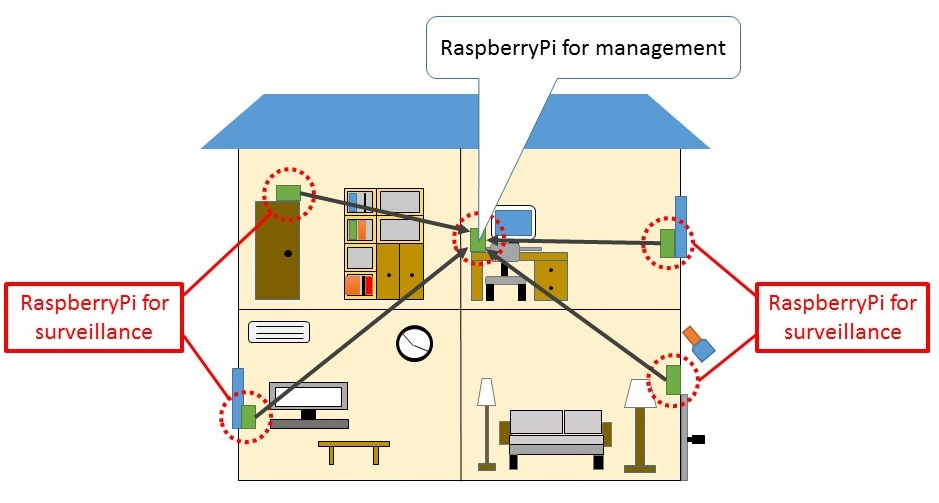 RaspberryPi for management
RaspberryPi for
surveillance
RaspberryPi for
surveillance